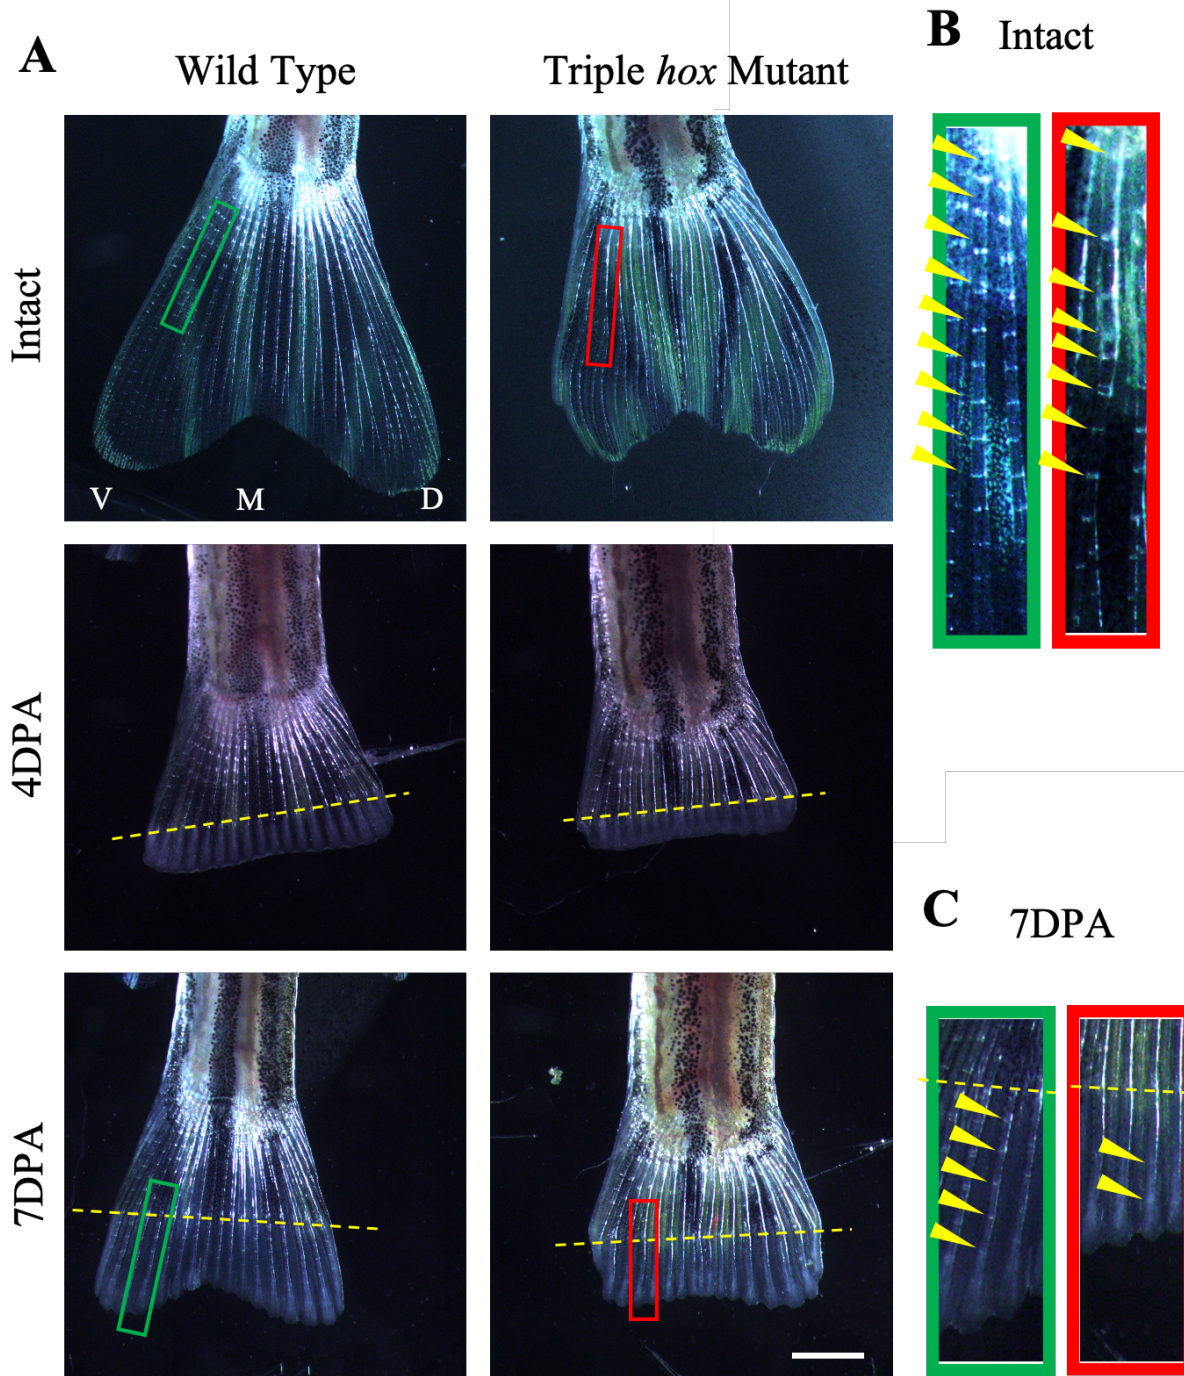 A
Wild Type
Triple hox Mutant
B
Intact
Intact
V
M
D
4DPA
C
7DPA
7DPA